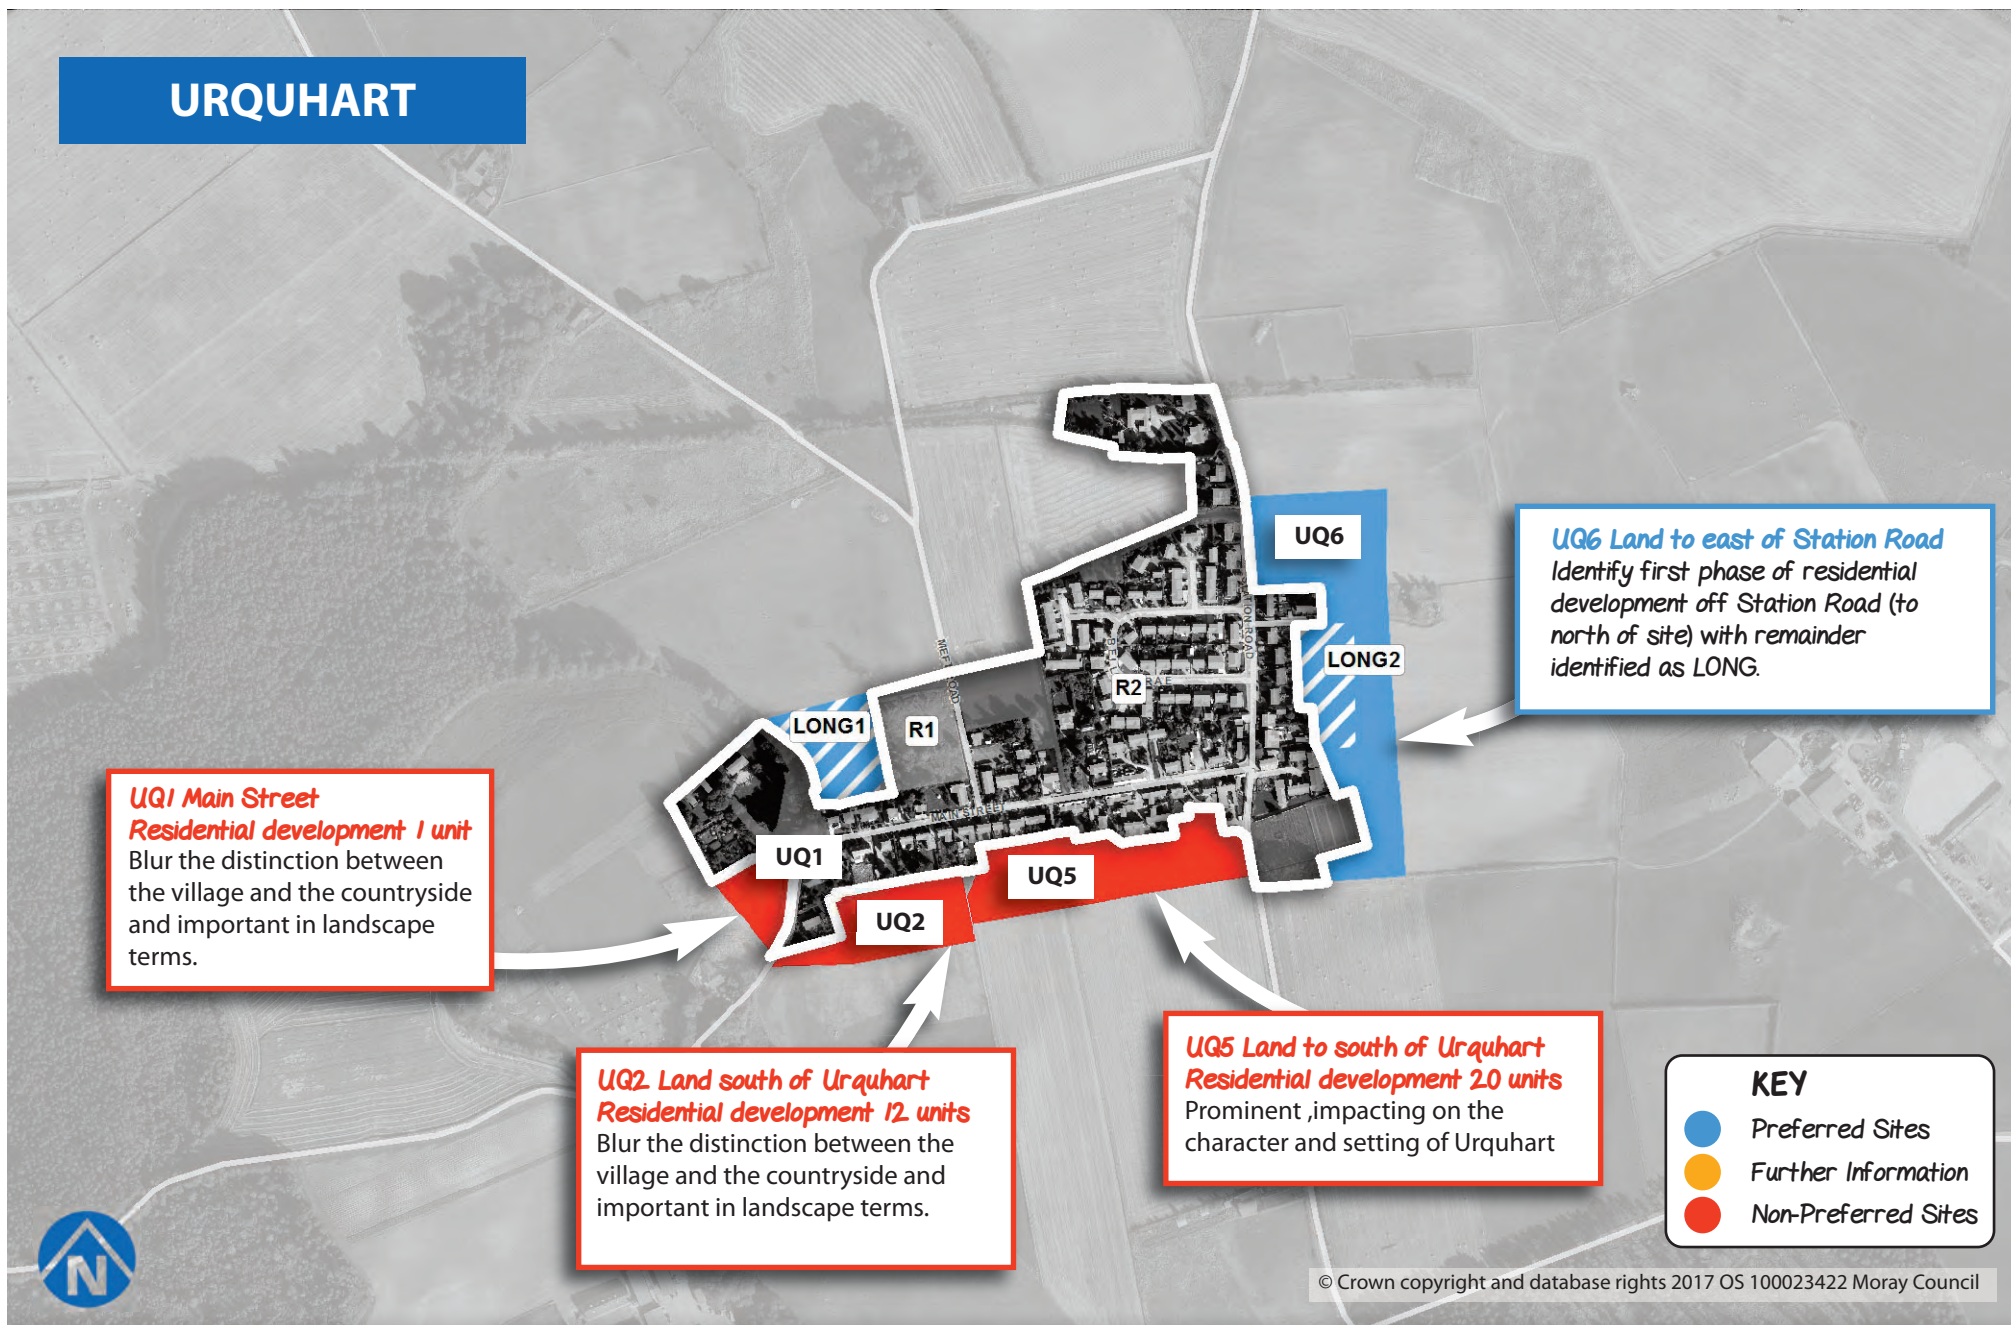 URQUHART
UQ6
UQ6 Land to east of Station Road
Identify first phase of residential
development off Station Road (to
north of site) with remainder
identified as LONG.
LONG2
R2
LONG1
R1
MAIN STREET
UQ1 Main Street
Residential development 1 unit
Blur the distinction between
the village and the countryside
and important in landscape
terms.
UQ1
UQ5
UQ2
UQ2 Land south of Urquhart
Residential development 12 units
Blur the distinction between the
village and the countryside and
important in landscape terms.
UQ5 Land to south of Urquhart
Residential development 20 units
Prominent ,impacting on the
character and setting of Urquhart
KEY
Preferred Sites
Further Information
Non-Preferred Sites
N
© Crown copyright and database rights 2017 OS 100023422 Moray Council